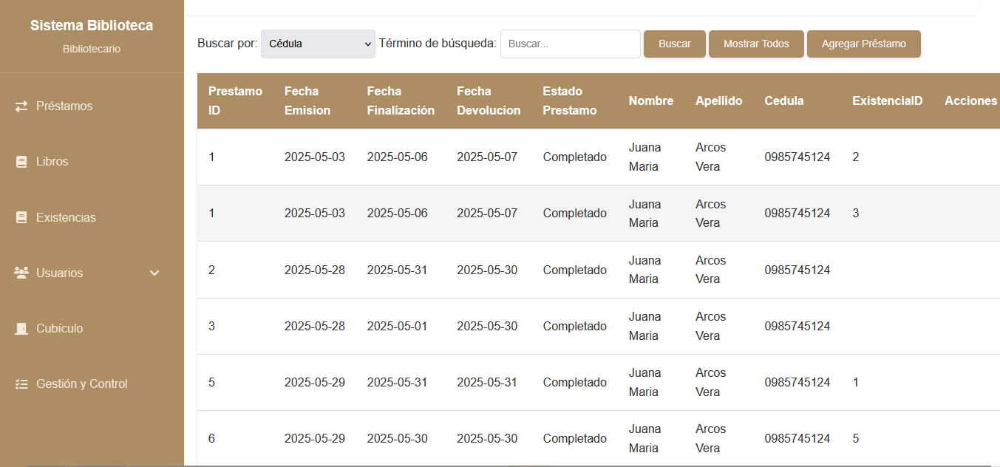 Sistema Biblioteca
Bibliotecario
Préstamos
Libros
Existencias
Usuarios
Cubículo
Gestión y Control
Buscar por: Cédula Término de búsqueda: Buscar... Buscar Mostrar Todos Agregar Préstamo
Prestamo ID Fecha Emision Fecha Finalización Fecha Devolucion Estado Prestamo Nombre Apellido Cedula ExistenciaID Acciones
1 2025-05-03 2025-05-06 2025-05-07 Completado Juana Maria Arcos Vera 0985745124 2
1 2025-05-03 2025-05-06 2025-05-07 Completado Juana Maria Arcos Vera 0985745124 3
2 2025-05-28 2025-05-31 2025-05-30 Completado Juana Maria Arcos Vera 0985745124
3 2025-05-28 2025-05-01 2025-05-30 Completado Juana Maria Arcos Vera 0985745124
5 2025-05-29 2025-05-31 2025-05-31 Completado Juana Maria Arcos Vera 0985745124 1
6 2025-05-29 2025-05-30 2025-05-30 Completado Juana Maria Arcos Vera 0985745124 5